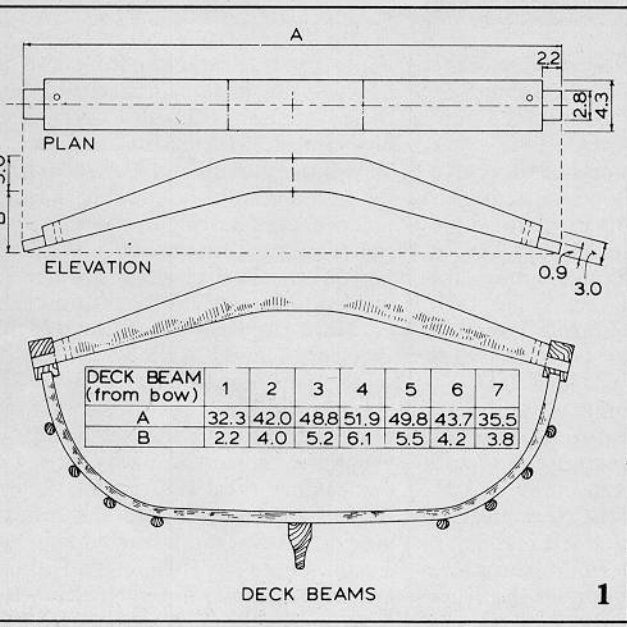 A
2.2
2.8
4.3
PLAN
B
ELEVATION
0.9
3.0
DECK BEAM 1 2 3 4 5 6 7
(from bow)
A 32.3 42.0 48.8 51.9 49.8 43.7 35.5
B 2.2 4.0 5.2 6.1 5.5 4.2 3.8
DECK BEAMS
1